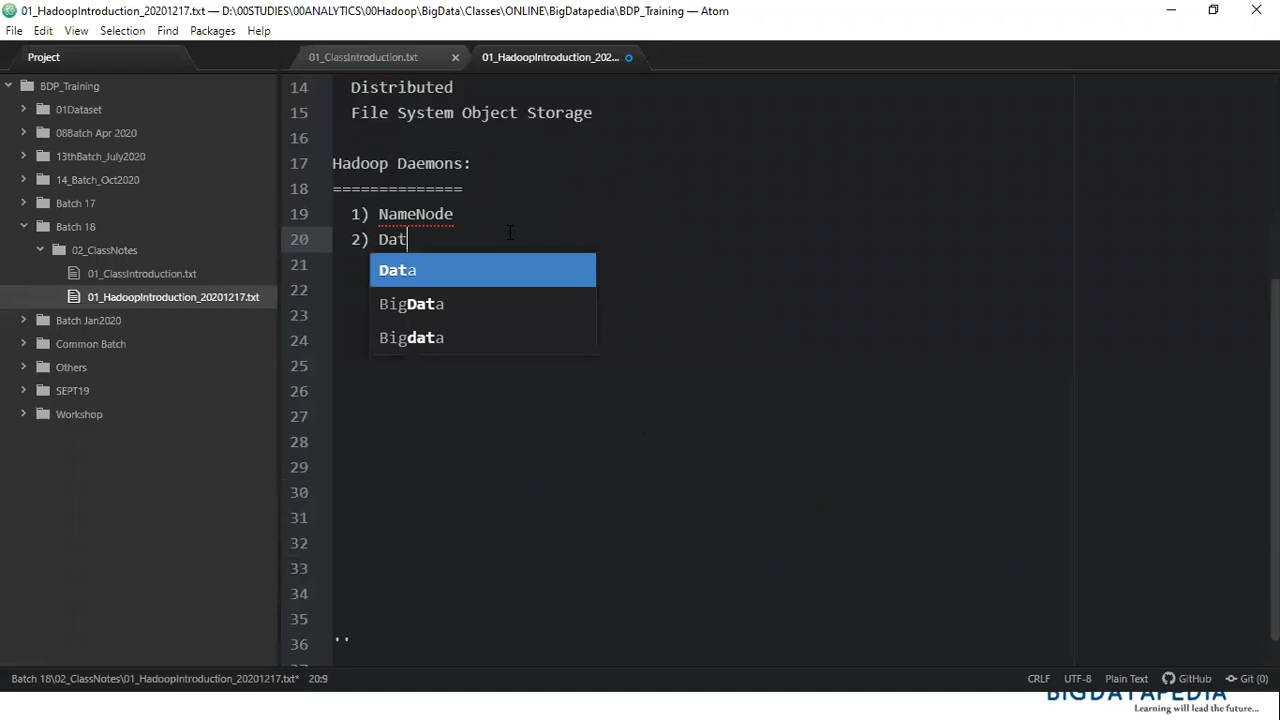 01_HadoopIntroduction_20201217.txt — D:\00STUDIES\00ANALYTICS\00Hadoop\BigData\Classes\ONLINE\BigDatapedia\BDP_Training — Atom
File Edit View Selection Find Packages Help
Project
01_ClassIntroduction.txt
01_HadoopIntroduction_202...
BDP_Training
01Dataset
08Batch Apr 2020
13thBatch_July2020
14_Batch_Oct2020
Batch 17
Batch 18
02_ClassNotes
01_ClassIntroduction.txt
01_HadoopIntroduction_20201217.txt
Batch Jan2020
Common Batch
Others
SEPT19
Workshop
14 Distributed
15 File System Object Storage
16
17 Hadoop Daemons:
18 ==============
19 1) NameNode
20 2) Dat
21
22
23
24
25
26
27
28
29
30
31
32
33
34
35
36 ''
Data
BigData
Bigdata
Batch 18\02_ClassNotes\01_HadoopIntroduction_20201217.txt* 20:9
CRLF UTF-8 Plain Text GitHub Git (0)
BIGDATAPEDIA
Learning will lead the future...